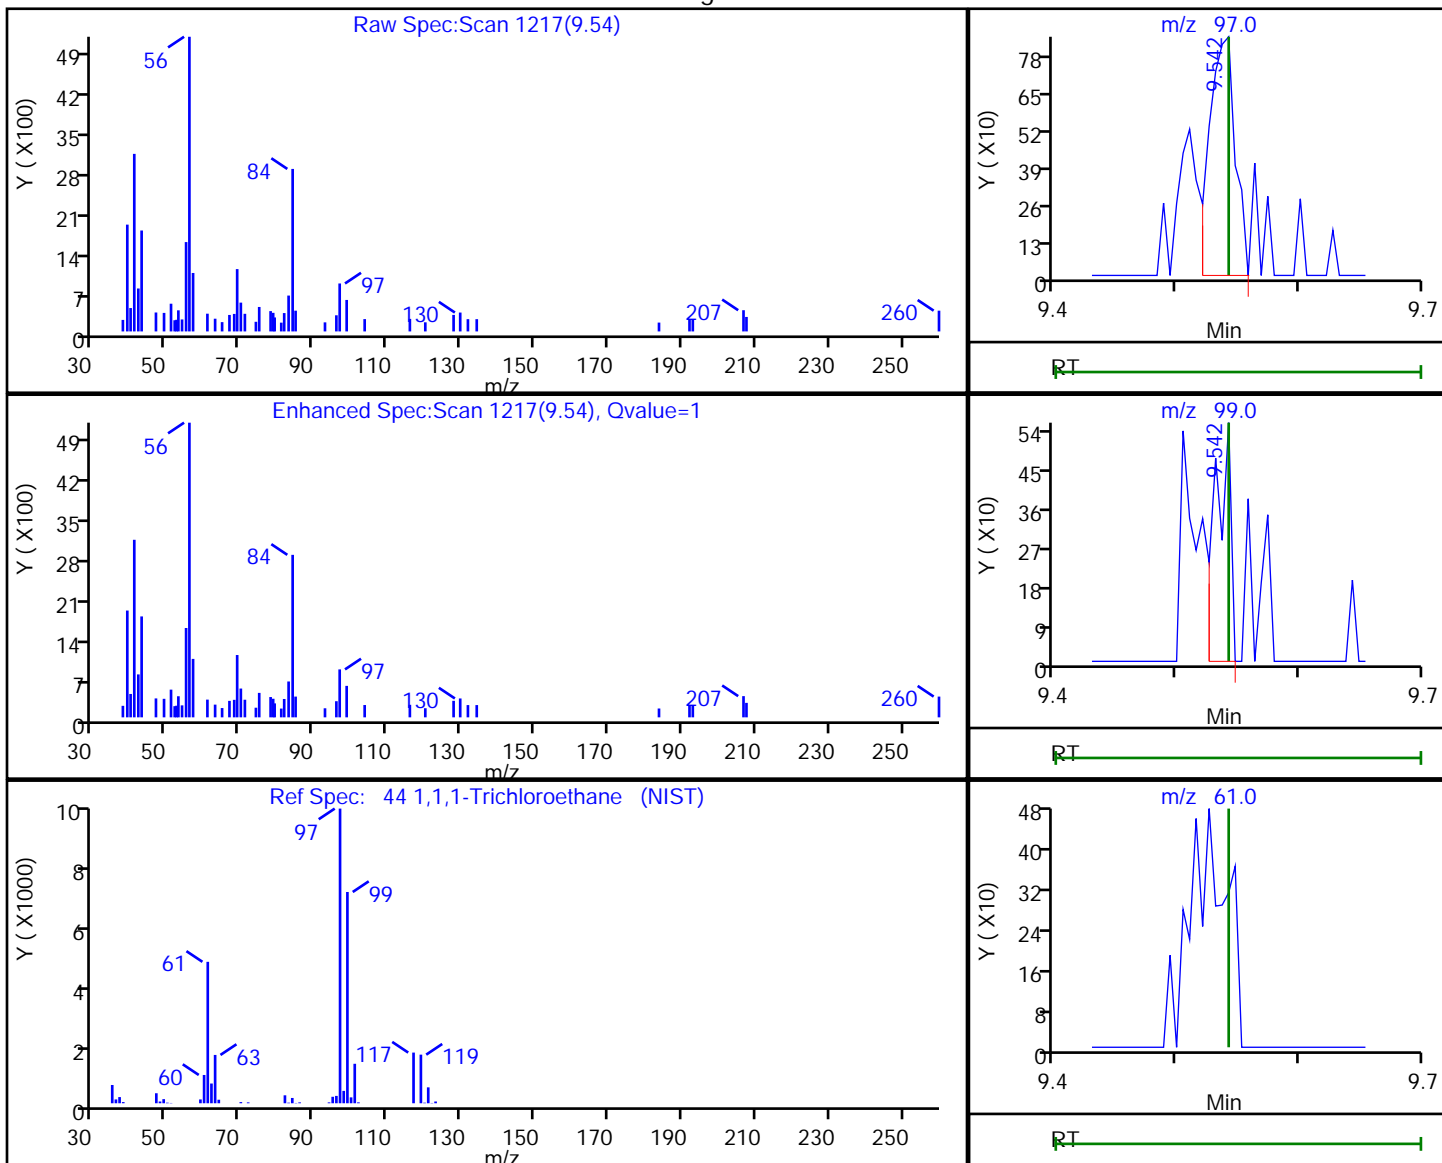 Raw Spec:Scan 1217(9.54)
Y ( X100)
49
42
35
28
21
14
7
0
56
84
97
130
207
260
30 50 70 90 110 130 150 170 190 210 230 250
m/z
m/z 97.0
Y ( X10)
78
65
52
39
26
13
0
9.542
9.4 9.7
Min
RT
Enhanced Spec:Scan 1217(9.54), Qvalue=1
Y ( X100)
49
42
35
28
21
14
7
0
56
84
97
130
207
260
30 50 70 90 110 130 150 170 190 210 230 250
m/z
m/z 99.0
Y ( X10)
54
45
36
27
18
9
0
9.542
9.4 9.7
Min
RT
Ref Spec: 44 1,1,1-Trichloroethane (NIST)
Y ( X1000)
10
8
6
4
2
0
97
99
61
63
60
117
119
30 50 70 90 110 130 150 170 190 210 230 250
m/z
m/z 61.0
Y ( X10)
48
40
32
24
16
8
0
9.4 9.7
Min
RT